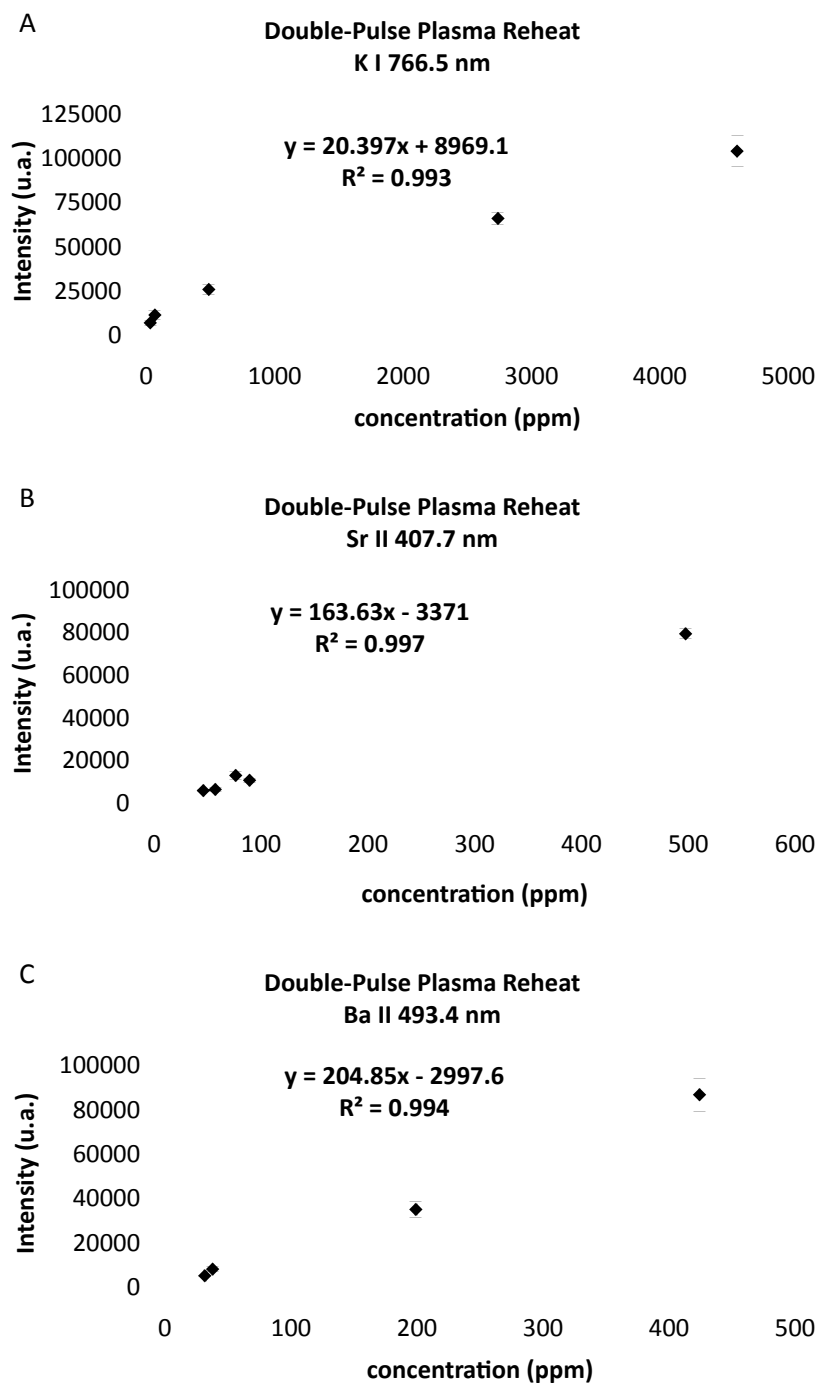 A
Double-Pulse Plasma Reheat
K I 766.5 nm
125000
y = 20.397x + 8969.1
100000
R² = 0.993
75000
50000
25000
0
Intensity (u.a.)
0 1000 2000 3000 4000 5000
concentration (ppm)
B
Double-Pulse Plasma Reheat
Sr II 407.7 nm
100000
y = 163.63x - 3371
80000
R² = 0.997
60000
40000
20000
0
Intensity (u.a.)
0 100 200 300 400 500 600
concentration (ppm)
C
Double-Pulse Plasma Reheat
Ba II 493.4 nm
100000
y = 204.85x - 2997.6
80000
R² = 0.994
60000
40000
20000
0
Intensity (u.a.)
0 100 200 300 400 500
concentration (ppm)